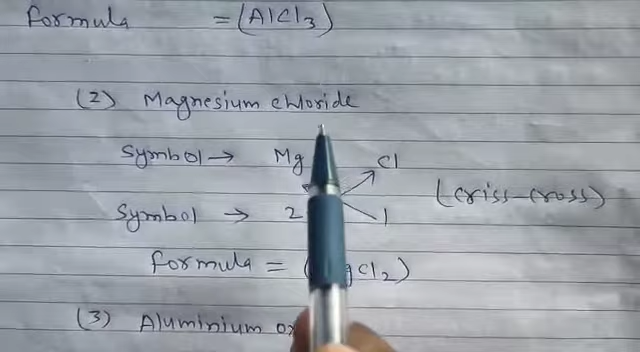 Formula = (AlCl3)
(2) Magnesium chloride
Symbol → Mg Cl
Symbol → 2 1 (criss-cross)
Formula = ( gCl2)
(3) Aluminium